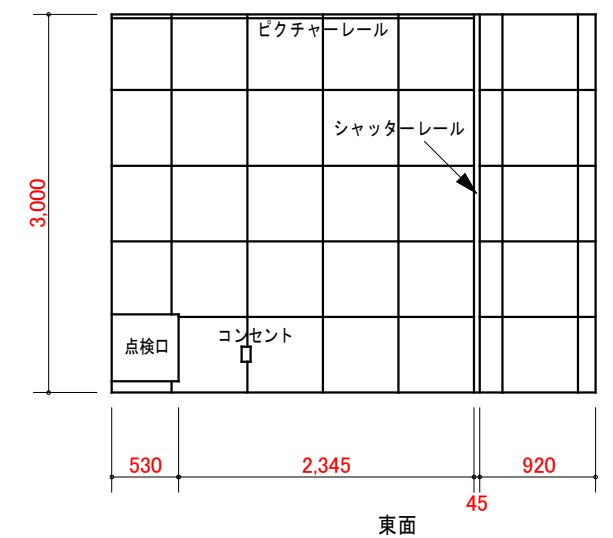 ピクチャーレール
シャッターレール
3,000
コンセント
点検口
530
2,345
920
45
東面